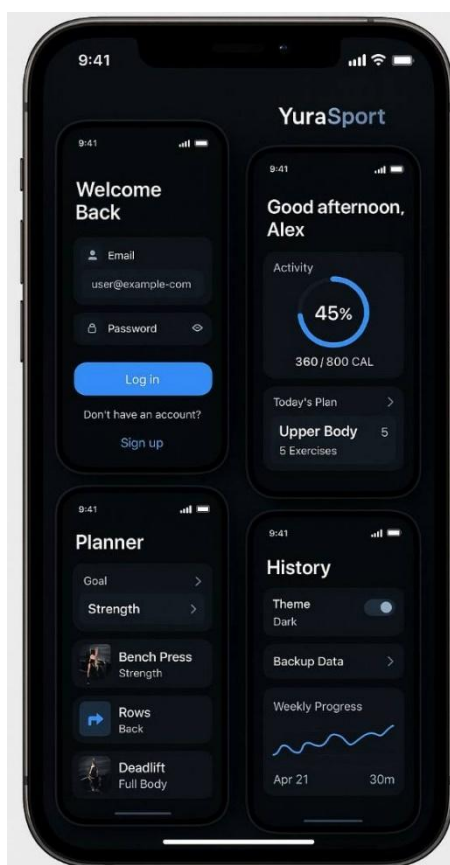 9:41
YuraSport
9:41
Welcome
Back
Email
user@example-com
Password
Log in
Don't have an account?
Sign up
9:41
Good afternoon,
Alex
Activity
45%
360/800 CAL
Today's Plan
Upper Body 5
5 Exercises
9:41
Planner
Goal
Strength
Bench Press
Strength
Rows
Back
Deadlift
Full Body
9:41
History
Theme
Dark
Backup Data
Weekly Progress
Apr 21 30m